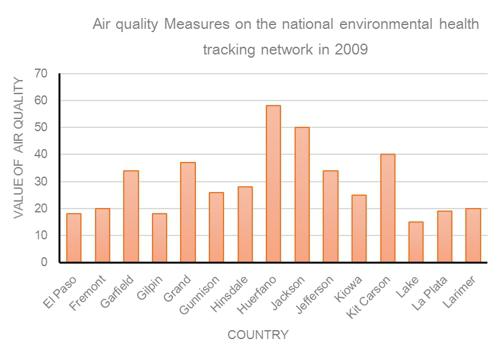 Air quality Measures on the national environmental health
tracking network in 2009
VALUE OF AIR QUALITY
70
60
50
40
30
20
10
0
El Paso
Fremont
Garfield
Gilpin
Grand
Gunnison
Hinsdale
Huerfano
Jackson
Jefferson
Kiowa
Kit Carson
Lake
La Plata
Larimer
COUNTRY